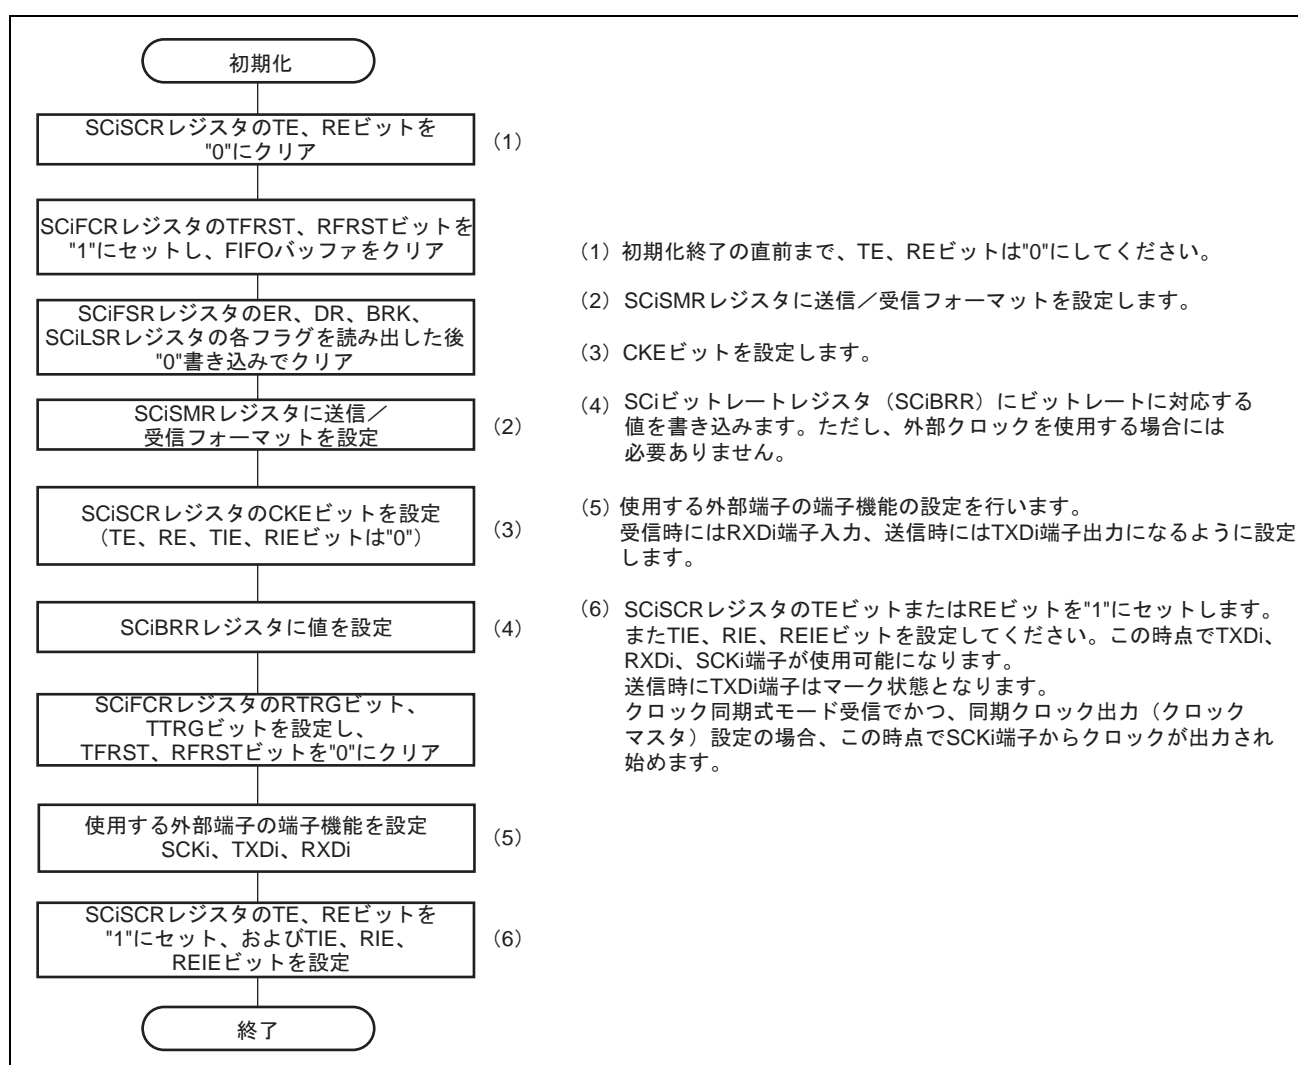 初期化
SCiSCRレジスタのTE、REビットを
"0"にクリア
(1)
SCiFCRレジスタのTFRST、RFRSTビットを
"1"にセットし、FIFOバッファをクリア
SCiFSRレジスタのER、DR、BRK、
SCiLSRレジスタの各フラグを読み出した後
"0"書き込みでクリア
SCiSMRレジスタに送信／
受信フォーマットを設定
(2)
SCiSCRレジスタのCKEビットを設定
（TE、RE、TIE、RIEビットは"0"）
(3)
SCiBRRレジスタに値を設定
(4)
SCiFCRレジスタのRTRGビット、
TTRGビットを設定し、
TFRST、RFRSTビットを"0"にクリア
使用する外部端子の端子機能を設定
SCKi、TXDi、RXDi
(5)
SCiSCRレジスタのTE、REビットを
"1"にセット、およびTIE、RIE、
REIEビットを設定
(6)
終了
(1) 初期化終了の直前まで、TE、REビットは"0"にしてください。
(2) SCiSMRレジスタに送信／受信フォーマットを設定します。
(3) CKEビットを設定します。
(4) SCiビットレートレジスタ（SCiBRR）にビットレートに対応する
値を書き込みます。ただし、外部クロックを使用する場合には
必要ありません。
(5) 使用する外部端子の端子機能の設定を行います。
受信時にはRXDi端子入力、送信時にはTXDi端子出力になるように設定
します。
(6) SCiSCRレジスタのTEビットまたはREビットを"1"にセットします。
またTIE、RIE、REIEビットを設定してください。この時点でTXDi、
RXDi、SCKi端子が使用可能になります。
送信時にTXDi端子はマーク状態となります。
クロック同期式モード受信でかつ、同期クロック出力（クロック
マスタ）設定の場合、この時点でSCKi端子からクロックが出力され
始めます。